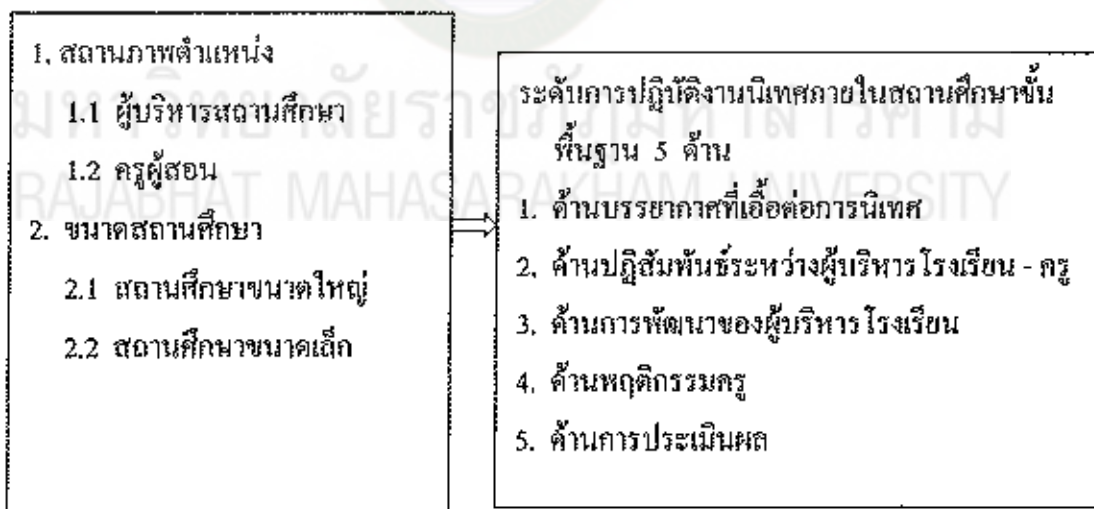 1. สถานภาพตำแหน่ง
1.1 ผู้บริหารสถานศึกษา
1.2 ครูผู้สอน
2. ขนาดสถานศึกษา
2.1 สถานศึกษาขนาดใหญ่
2.2 สถานศึกษาขนาดเล็ก
ระดับการปฏิบัติงานนิเทศภายในสถานศึกษาขั้น
พื้นฐาน 5 ด้าน
1. ด้านบรรยากาศที่เอื้อต่อการนิเทศ
2. ด้านปฏิสัมพันธ์ระหว่างผู้บริหารโรงเรียน - ครู
3. ด้านการพัฒนาของผู้บริหารโรงเรียน
4. ด้านพฤติกรรมครู
5. ด้านการประเมินผล
มหาวิทยาลัยราชภัฏมหาสารคาม
RAJABHAT MAHASARAKHAM UNIVERSITY